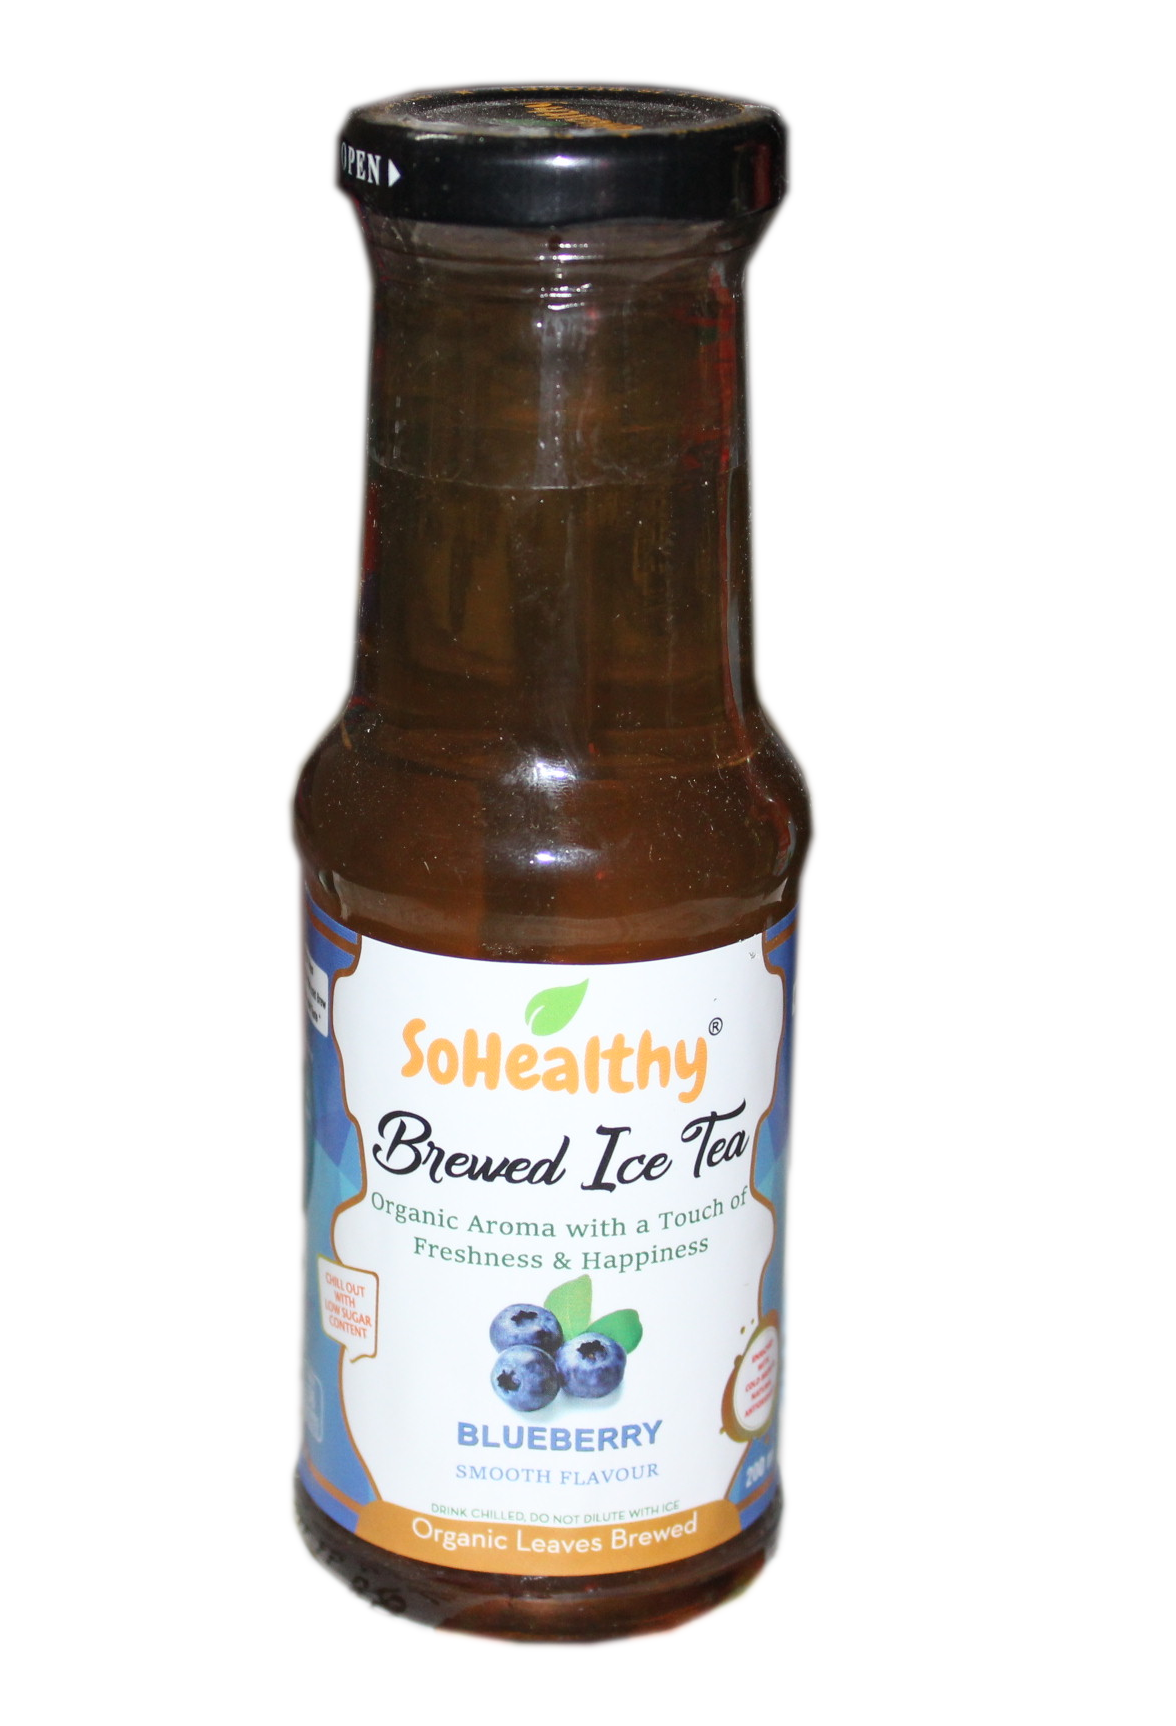 OPEN
SoHealthy®
Brewed Ice Tea
Organic Aroma with a Touch of
Freshness & Happiness
CHILL OUT
WITH
LOW SUGAR
CONTENT
BLUEBERRY
SMOOTH FLAVOUR
200
DRINK CHILLED, DO NOT DILUTE WITH ICE
Organic Leaves Brewed